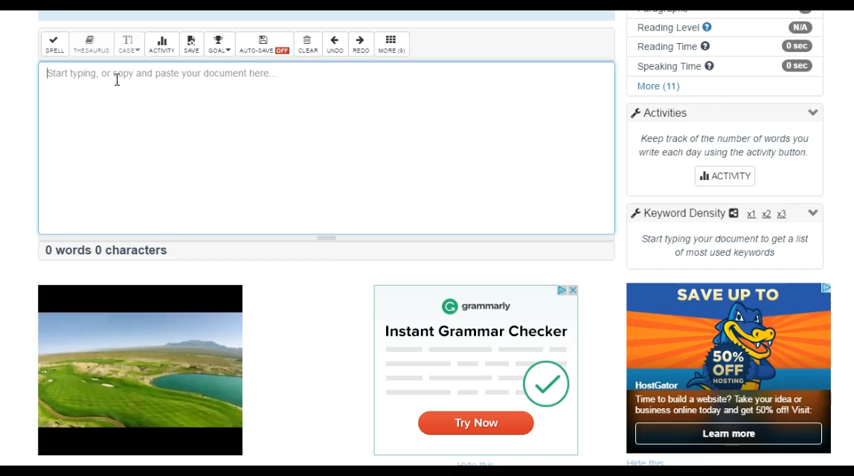 SPELL THESAURUS CASE ACTIVITY SAVE GOAL AUTO-SAVE OFF CLEAR UNDO REDO MORE (9)
Start typing, or copy and paste your document here...
0 words 0 characters
Reading Level N/A
Reading Time 0 sec
Speaking Time 0 sec
More (11)
Activities
Keep track of the number of words you
write each day using the activity button.
ACTIVITY
Keyword Density x1 x2 x3
Start typing your document to get a list
of most used keywords
grammarly
Instant Grammar Checker
Try Now
SAVE UP TO
50%
OFF
HOSTING
HostGator
Time to build a website? Take your idea or
business online today and get 50% off! Visit:
Learn more